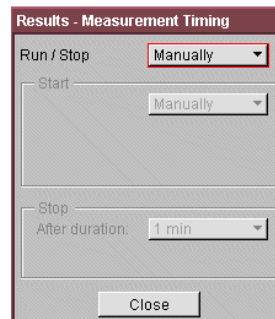 Results - Measurement Timing
Run / Stop Manually
Start
Manually
Stop
After duration: 1 min
Close